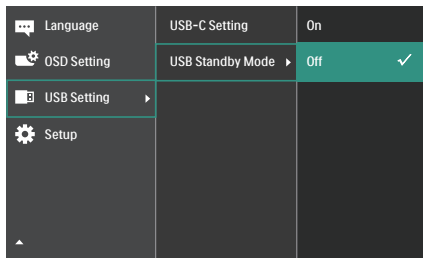 Language
OSD Setting
USB Setting
Setup
USB-C Setting
USB Standby Mode
On
Off